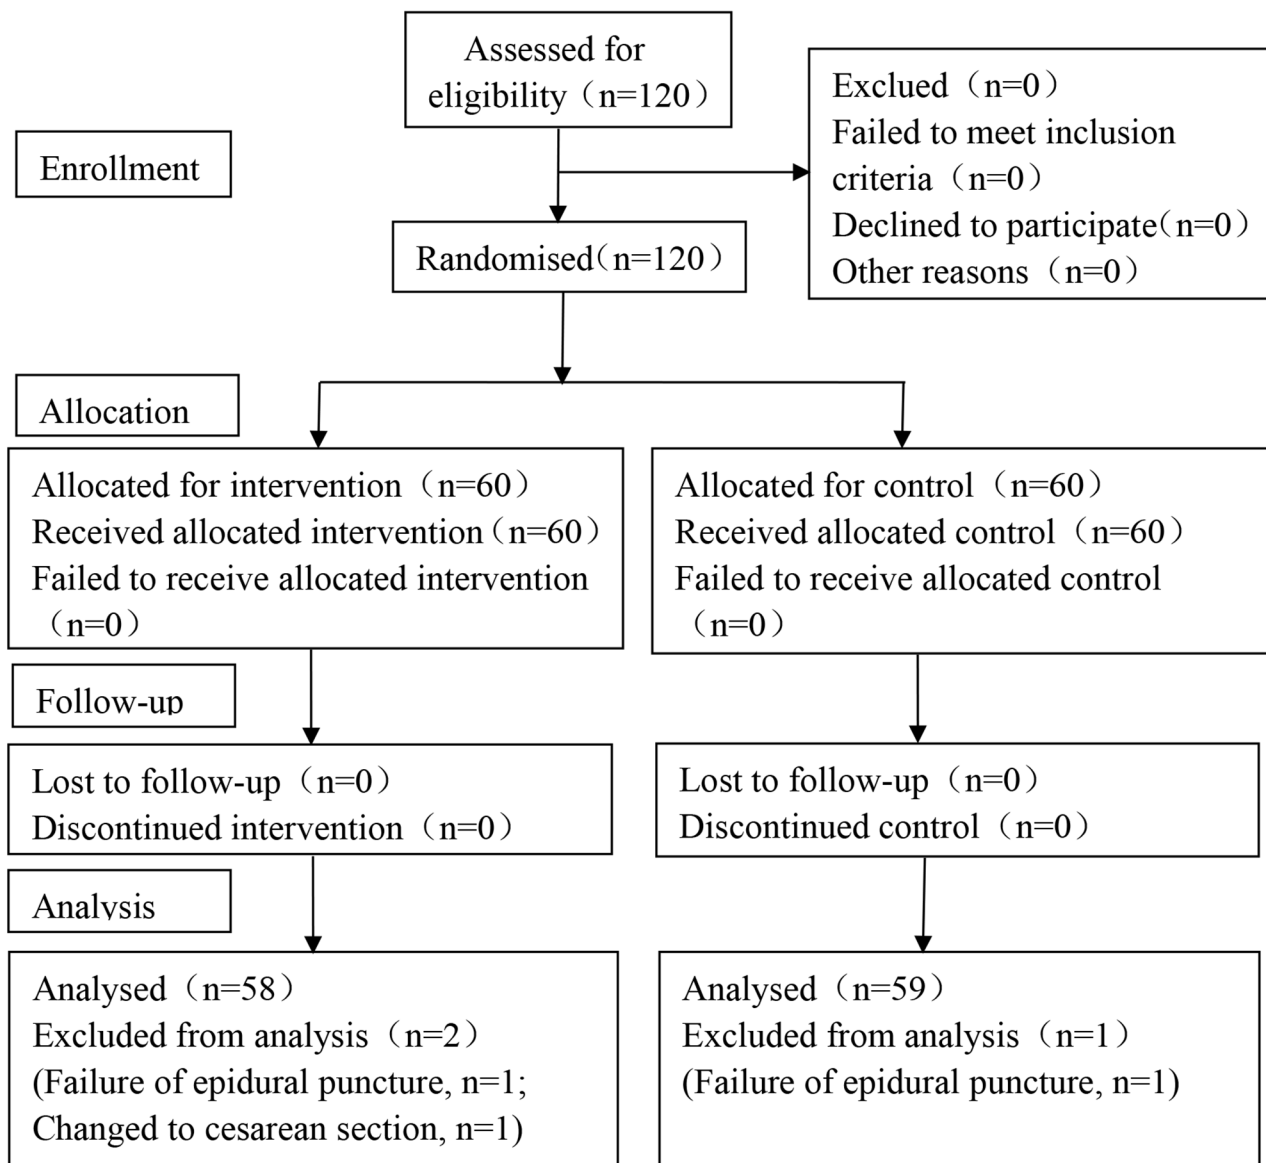 Assessed for
eligibility（n=120）
Exclued（n=0）
Failed to meet inclusion
criteria（n=0）
Declined to participate（n=0）
Other reasons（n=0）
Enrollment
Randomised（n=120）
Allocation
Allocated for intervention（n=60）
Received allocated intervention（n=60）
Failed to receive allocated intervention
（n=0）
Allocated for control（n=60）
Received allocated control（n=60）
Failed to receive allocated control
（n=0）
Follow-up
Lost to follow-up（n=0）
Discontinued intervention（n=0）
Lost to follow-up（n=0）
Discontinued control（n=0）
Analysis
Analysed（n=58）
Excluded from analysis（n=2）
(Failure of epidural puncture, n=1;
Changed to cesarean section, n=1)
Analysed（n=59）
Excluded from analysis（n=1）
(Failure of epidural puncture, n=1)